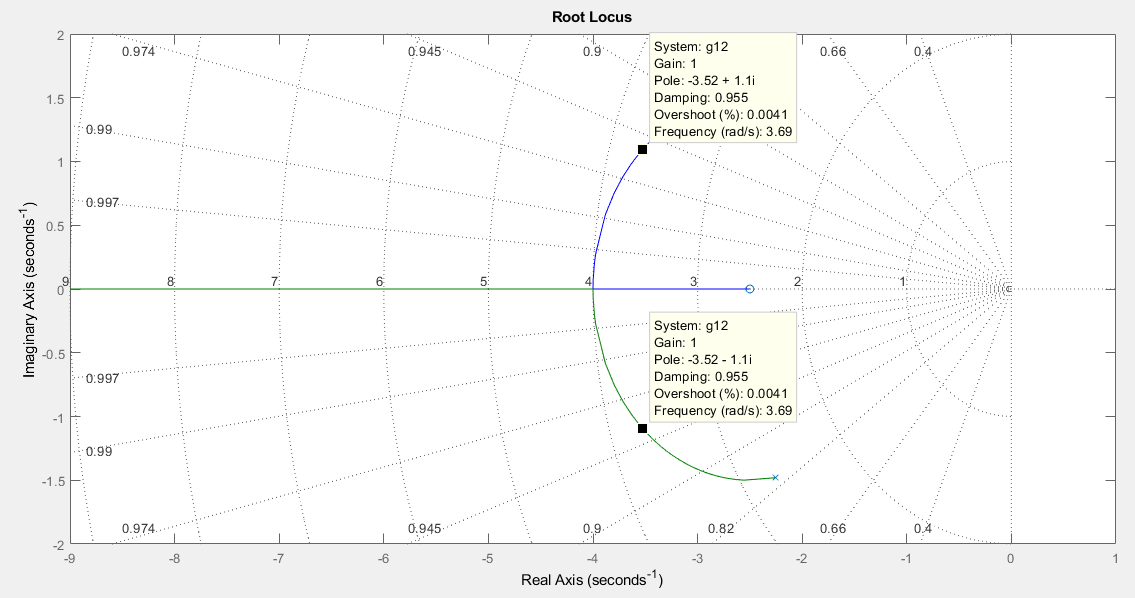 Root Locus
2
0.974
0.945
0.9
System: g12
Gain: 1
Pole: -3.52 + 1.1i
Damping: 0.955
Overshoot (%): 0.0041
Frequency (rad/s): 3.69
0.66
0.4
1.5
0.99
1
0.997
0.5
9
8
7
6
5
4
3
2
1
0
System: g12
Gain: 1
Pole: -3.52 - 1.1i
Damping: 0.955
Overshoot (%): 0.0041
Frequency (rad/s): 3.69
-0.5
0.997
-1
0.99
-1.5
0.974
0.945
0.9
0.82
0.66
0.4
-2
-9
-8
-7
-6
-5
-4
-3
-2
-1
0
1
Real Axis (seconds⁻¹)
Imaginary Axis (seconds⁻¹)